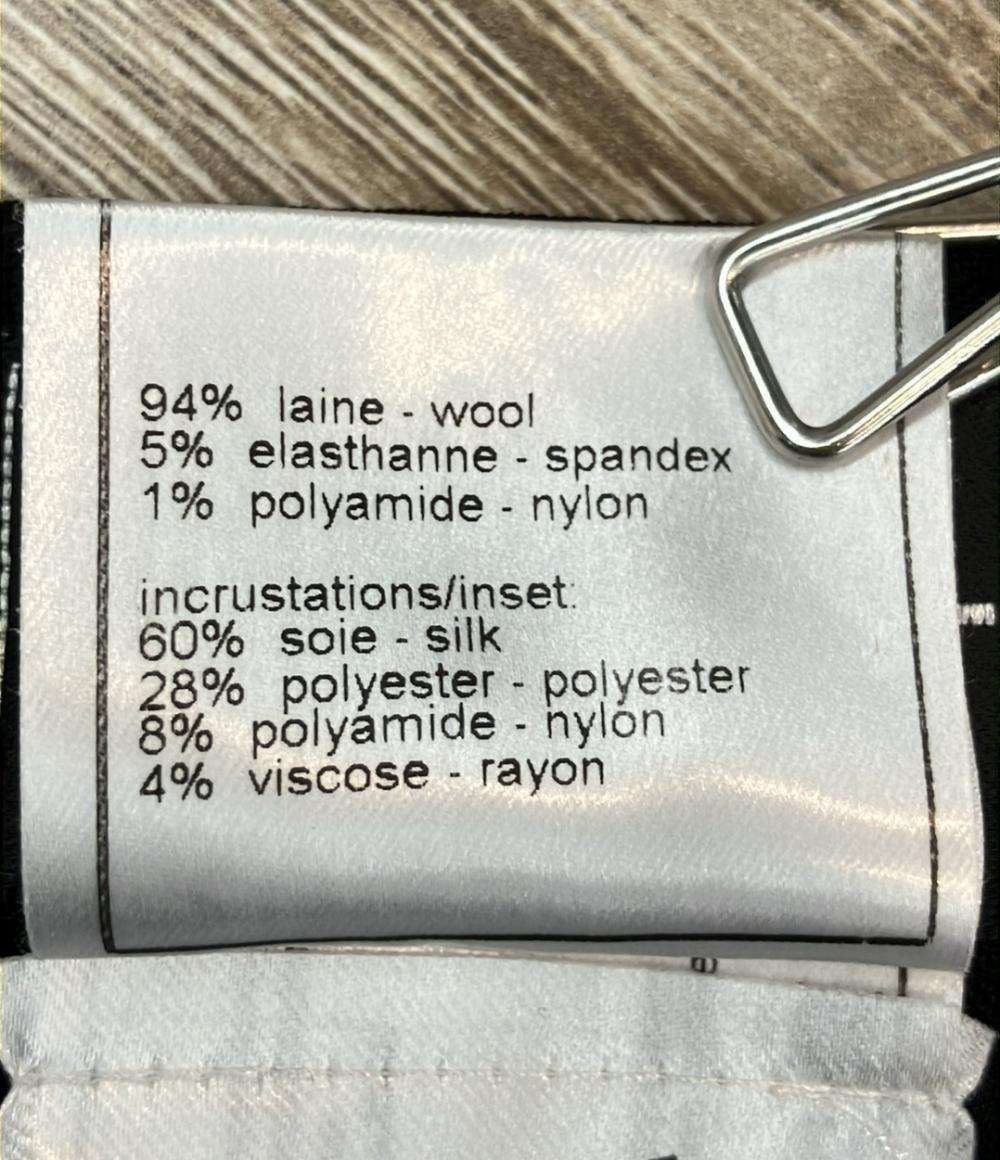 94% laine - wool
5% elasthanne - spandex
1% polyamide - nylon
incrustations/inset:
60% soie - silk
28% polyester - polyester
8% polyamide - nylon
4% viscose - rayon